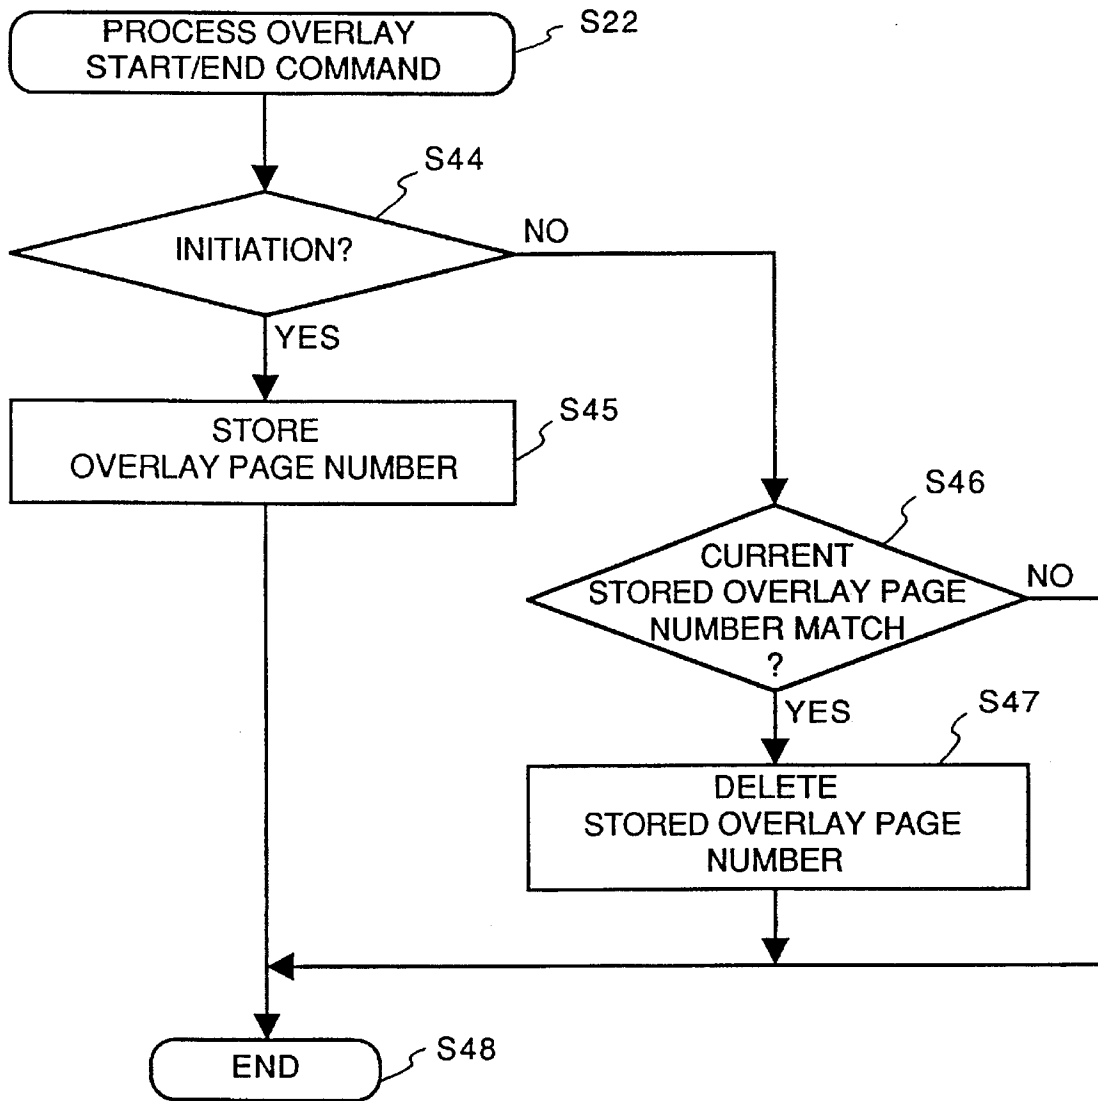 PROCESS OVERLAY
START/END COMMAND
S22
S44
INITIATION?
NO
YES
S45
STORE
OVERLAY PAGE NUMBER
S46
CURRENT
STORED OVERLAY PAGE
NUMBER MATCH
?
NO
YES
S47
DELETE
STORED OVERLAY PAGE
NUMBER
END
S48